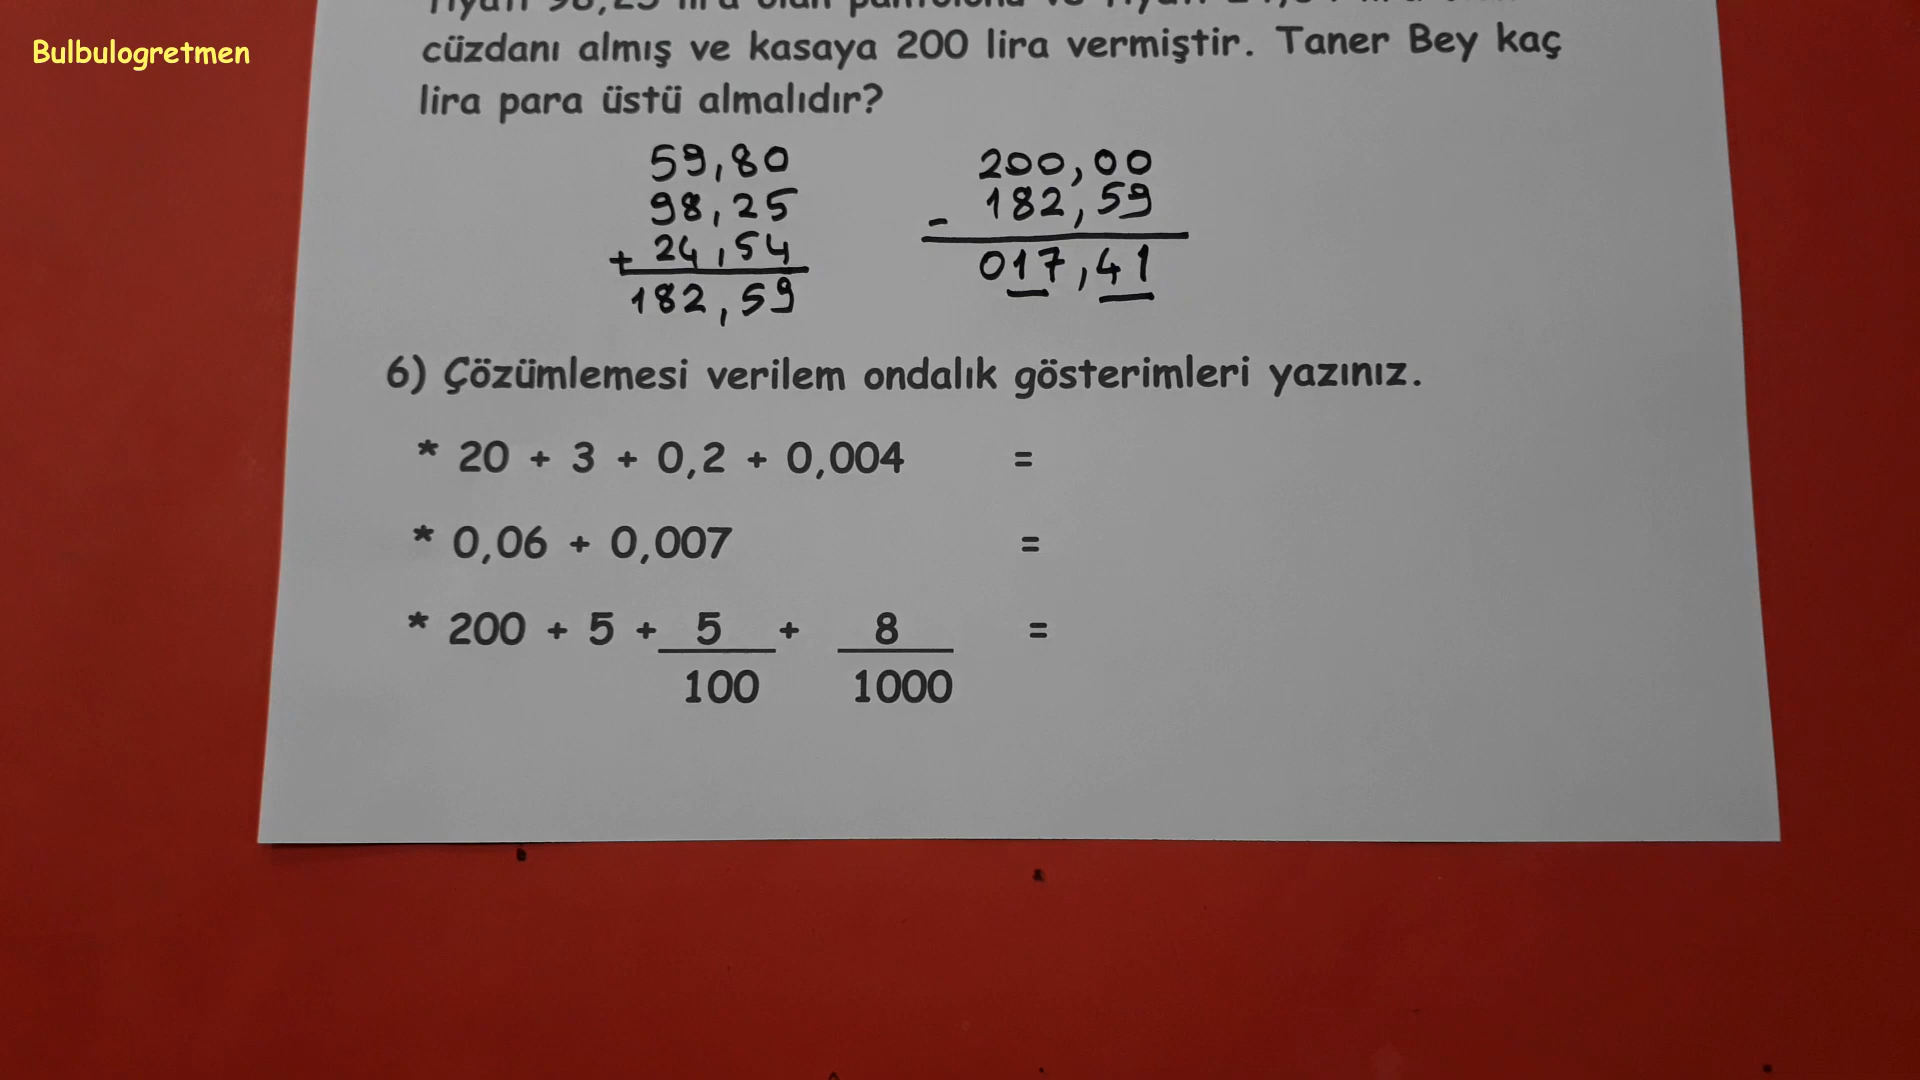 Bulbulogretmen
cüzdanı almış ve kasaya 200 lira vermiştir. Taner Bey kaç
lira para üstü almalıdır?
59,80
98,25
+ 24,54
182,59
200,00
- 182,59
017,41
6) Çözümlemesi verilem ondalık gösterimleri yazınız.
* 20 + 3 + 0,2 + 0,004 =
* 0,06 + 0,007 =
* 200 + 5 + 5 + 8 =
100 1000